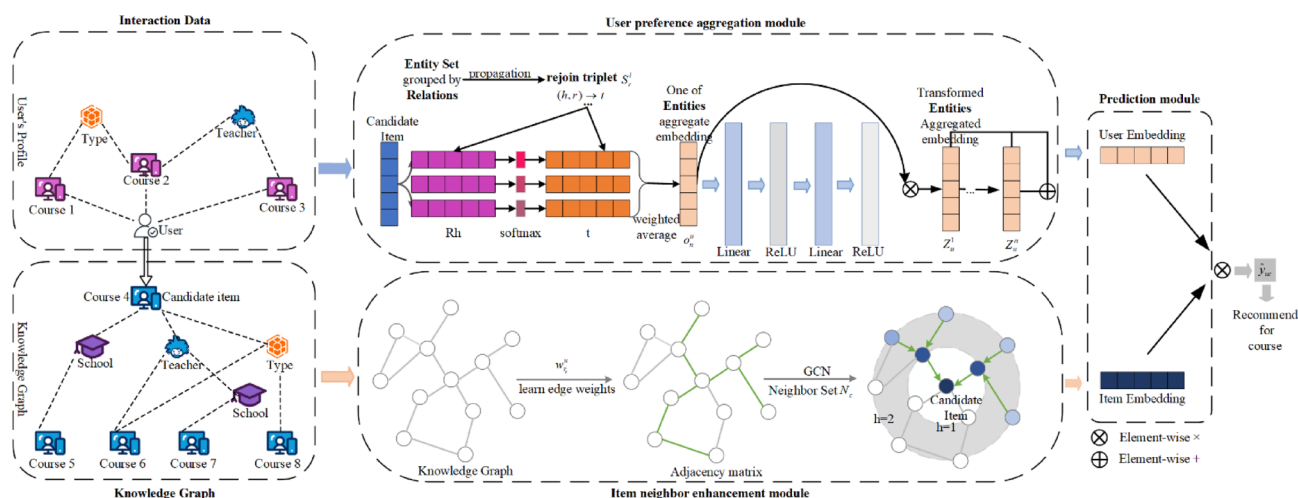 Interaction Data
User's Profile
Type
Teacher
Course 1
Course 2
Course 3
User
Knowledge Graph
Course 4
Candidate item
School
Teacher
Type
School
Course 5
Course 6
Course 7
Course 8
Knowledge Graph
User preference aggregation module
Entity Set
grouped by
Relations
propagation
rejoin triplet
(h, r) → t
...
Candidate
Item
Rh
softmax
t
weighted
average
One of
Entities
aggregate
embedding
Linear
ReLU
Linear
ReLU
Transformed
Entities
Aggregated
embedding
...
Item neighbor enhancement module
Knowledge Graph
learn edge weights
Adjacency matrix
GCN
Neighbor Set N_c
Candidate
Item
h=1
h=2
Prediction module
User Embedding
Item Embedding
ŷ_uc
Recommend
for
course
Element-wise ×
Element-wise +